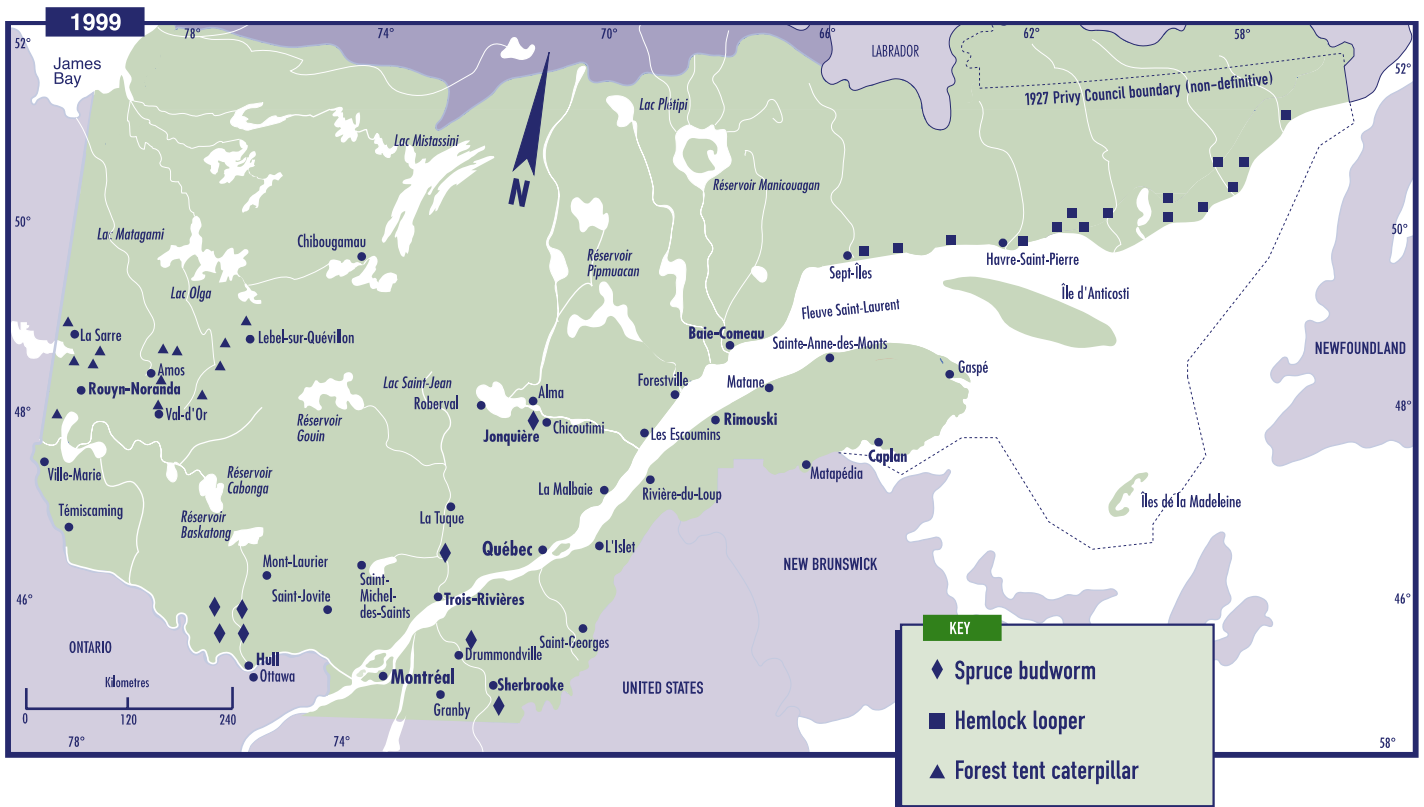 1999
78°
74°
70°
66°
62°
58°
52°
James
Bay
LABRADOR
52°
1927 Privy Council boundary (non-definitive)
Lac Plétipi
Lac Mistassini
N
Réservoir Manicouagan
50°
Lac Matagami
Chibougamau
50°
Réservoir
Pipmuacan
Sept-Îles
Havre-Saint-Pierre
Lac Olga
Île d'Anticosti
Fleuve Saint-Laurent
La Sarre
Lebel-sur-Quévillon
Baie-Comeau
Sainte-Anne-des-Monts
NEWFOUNDLAND
Amos
Rouyn-Noranda
Lac Saint-Jean
Roberval
Alma
Forestville
Matane
Gaspé
48°
Val-d'Or
Réservoir
Gouin
Jonquière
Chicoutimi
Les Escoumins
Rimouski
48°
Caplan
Ville-Marie
Réservoir
Cabonga
La Malbaie
Rivière-du-Loup
Matapédia
Témiscaming
Réservoir
Baskatong
La Tuque
Îles de la Madeleine
Québec
L'Islet
Mont-Laurier
Saint-
Michel-
des-Saints
NEW BRUNSWICK
46°
Saint-Jovite
Trois-Rivières
46°
ONTARIO
Saint-Georges
Drummondville
Hull
Ottawa
Montréal
Sherbrooke
Granby
UNITED STATES
Kilometres
0
120
240
78°
74°
58°
KEY
Spruce budworm
Hemlock looper
Forest tent caterpillar